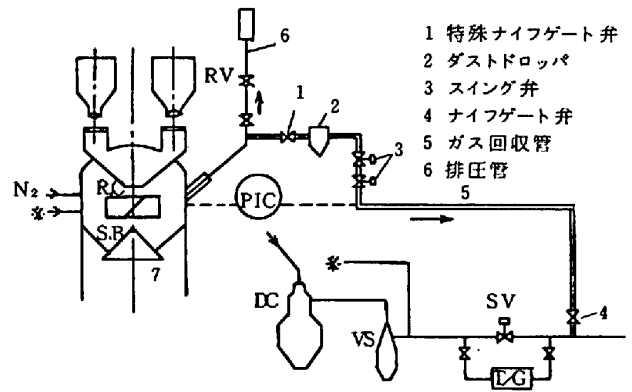 1 特殊ナイフゲート弁
2 ダストドロッパ
3 スイング弁
4 ナイフゲート弁
5 ガス回収管
6 排圧管
6
RV
1
2
3
N₂
R.C
PIC
5
*
S.B
7
*
DC
SV
4
VS
T/G